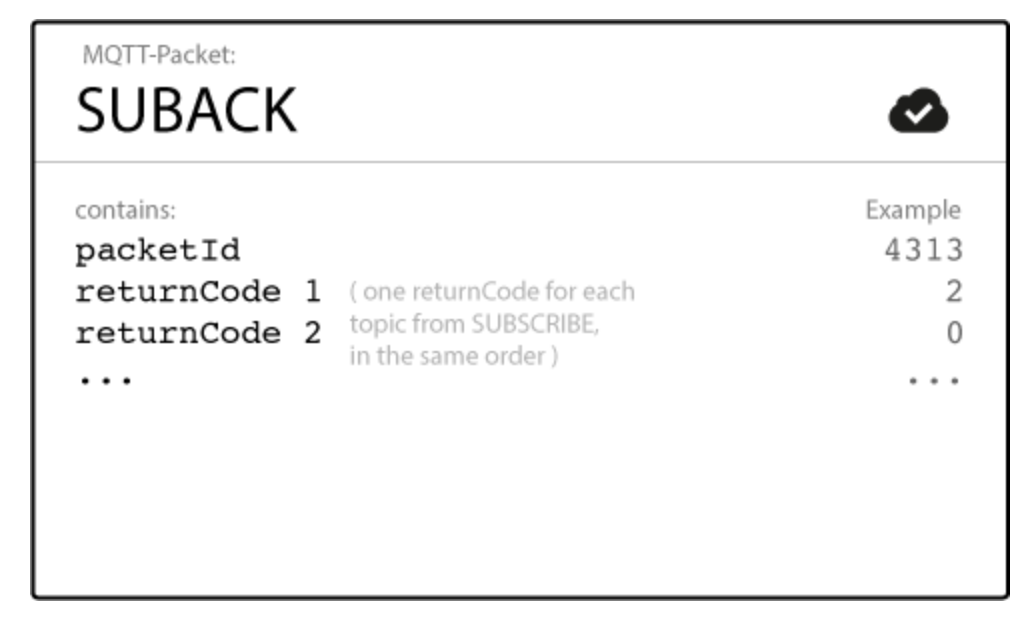 MQTT-Packet:
SUBACK
contains:
Example
packetId
4313
returnCode 1
( one returnCode for each
2
returnCode 2
topic from SUBSCRIBE,
0
in the same order )
...
...